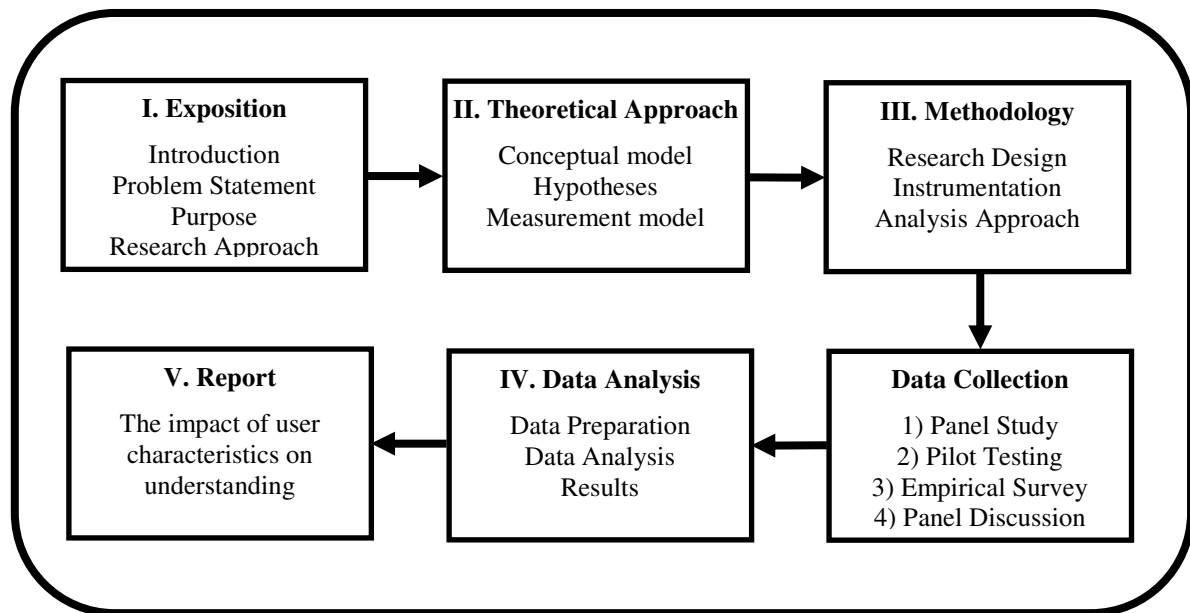 I. Exposition
Introduction
Problem Statement
Purpose
Research Approach
II. Theoretical Approach
Conceptual model
Hypotheses
Measurement model
III. Methodology
Research Design
Instrumentation
Analysis Approach
Data Collection
1) Panel Study
2) Pilot Testing
3) Empirical Survey
4) Panel Discussion
IV. Data Analysis
Data Preparation
Data Analysis
Results
V. Report
The impact of user
characteristics on
understanding